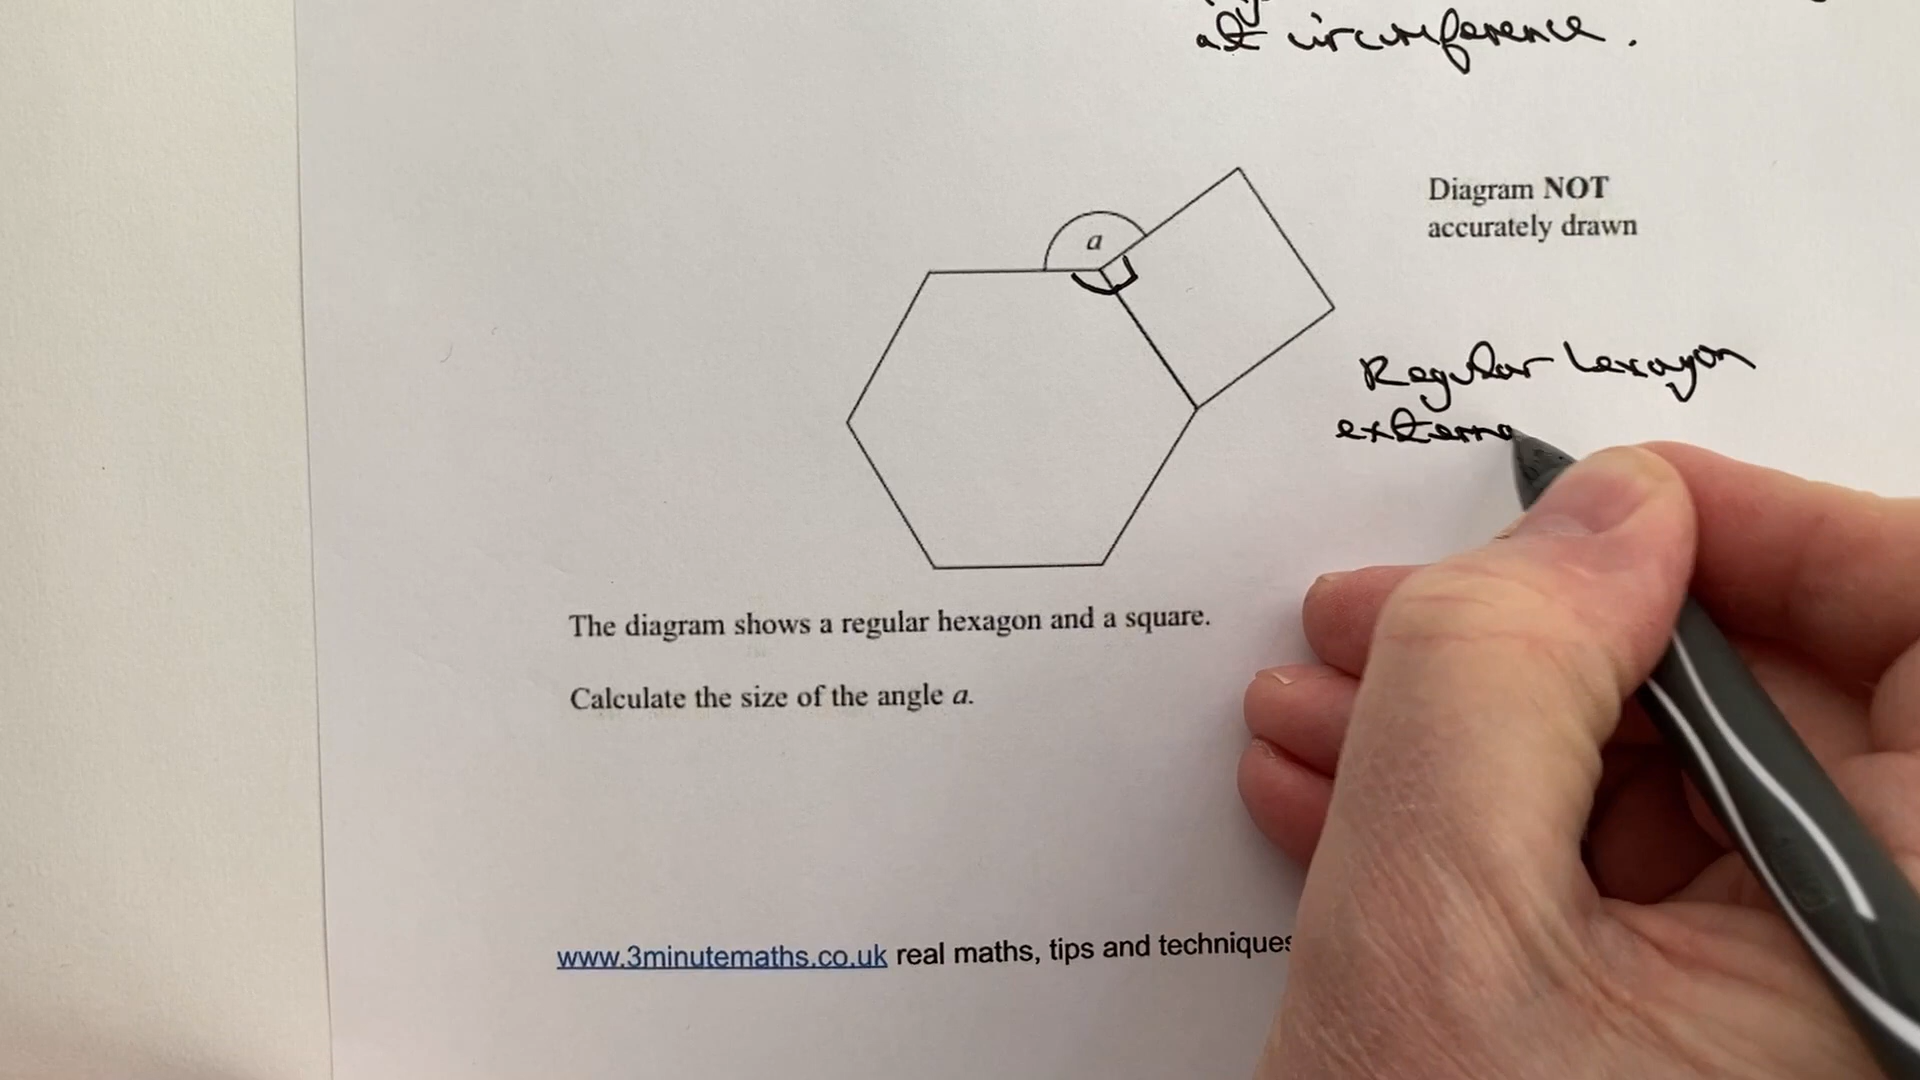 at circumference.
a
Diagram NOT
accurately drawn
Regular hexagon
externa
The diagram shows a regular hexagon and a square.
Calculate the size of the angle a.
www.3minutemaths.co.uk real maths, tips and techniques